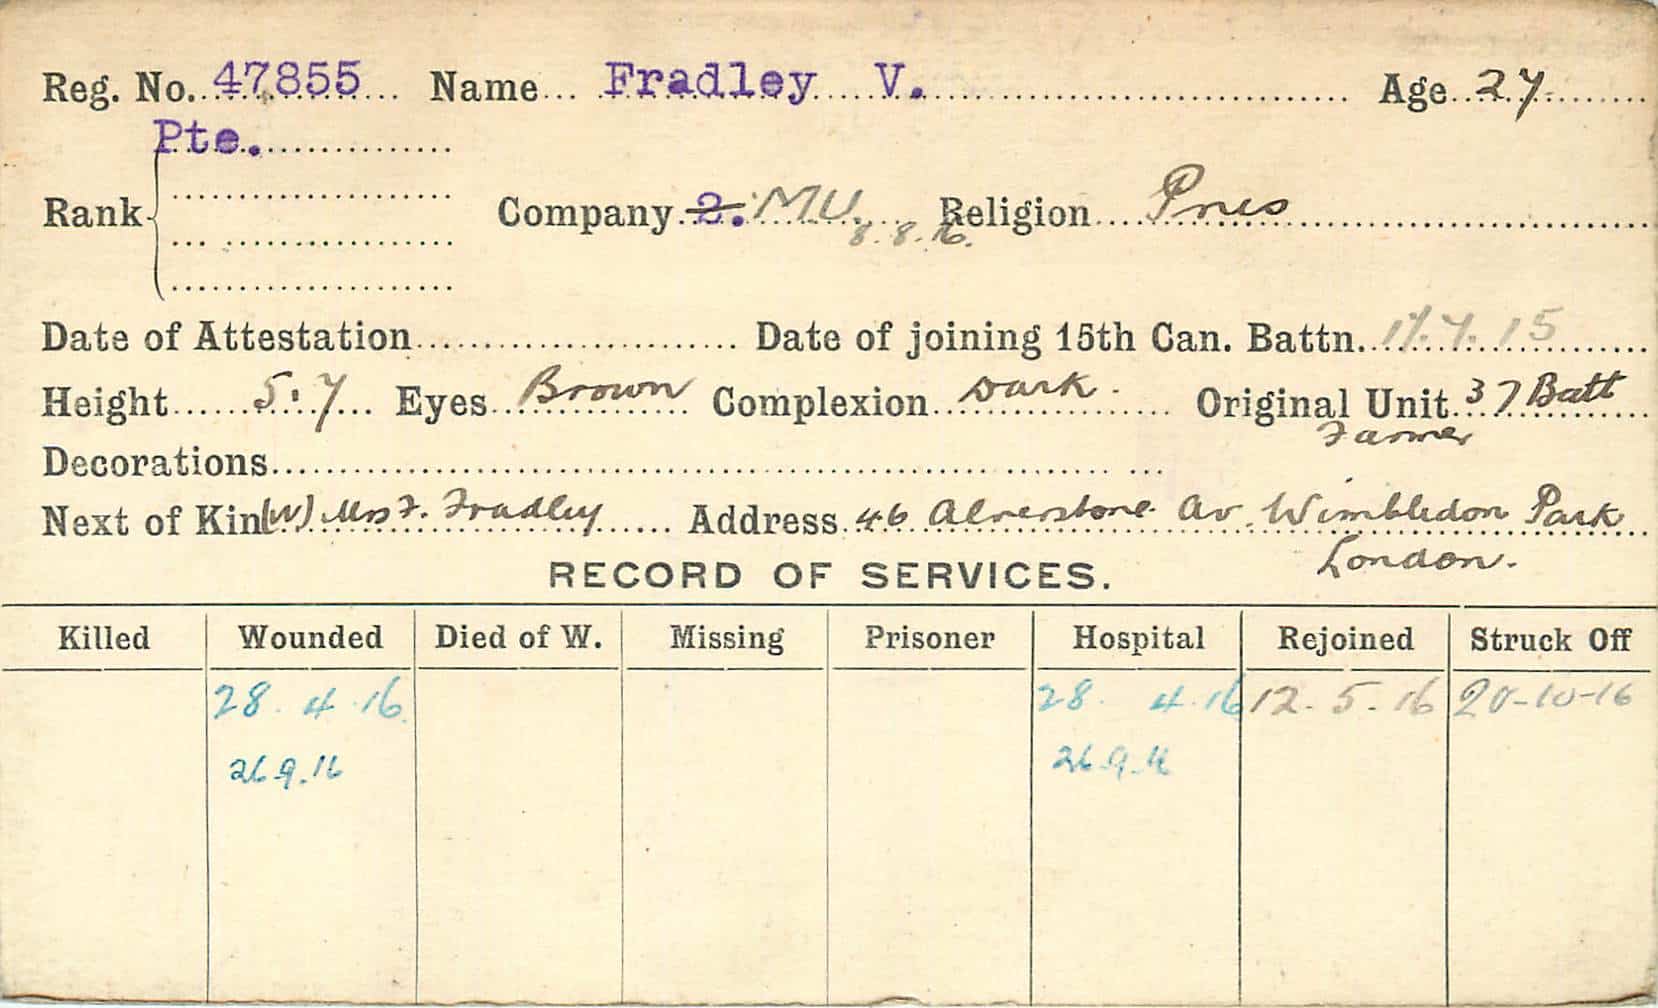 Reg. No. 47855 Name Fradley V. Age 27
Pte.
Rank Company 2. MU. Religion Pres
8.8.16.
Date of Attestation Date of joining 15th Can. Battn. 17.7.15
Height 5.7 Eyes Brown Complexion Dark. Original Unit 37 Batt
Farmer
Decorations
Next of Kin (W) Mrs F. Fradley Address 46 Alverstone Av. Wimbledon Park
London.
RECORD OF SERVICES.
Killed Wounded Died of W. Missing Prisoner Hospital Rejoined Struck Off
28.4.16. 28.4.16 12-5-16 20-10-16
26.9.16 26.9.16